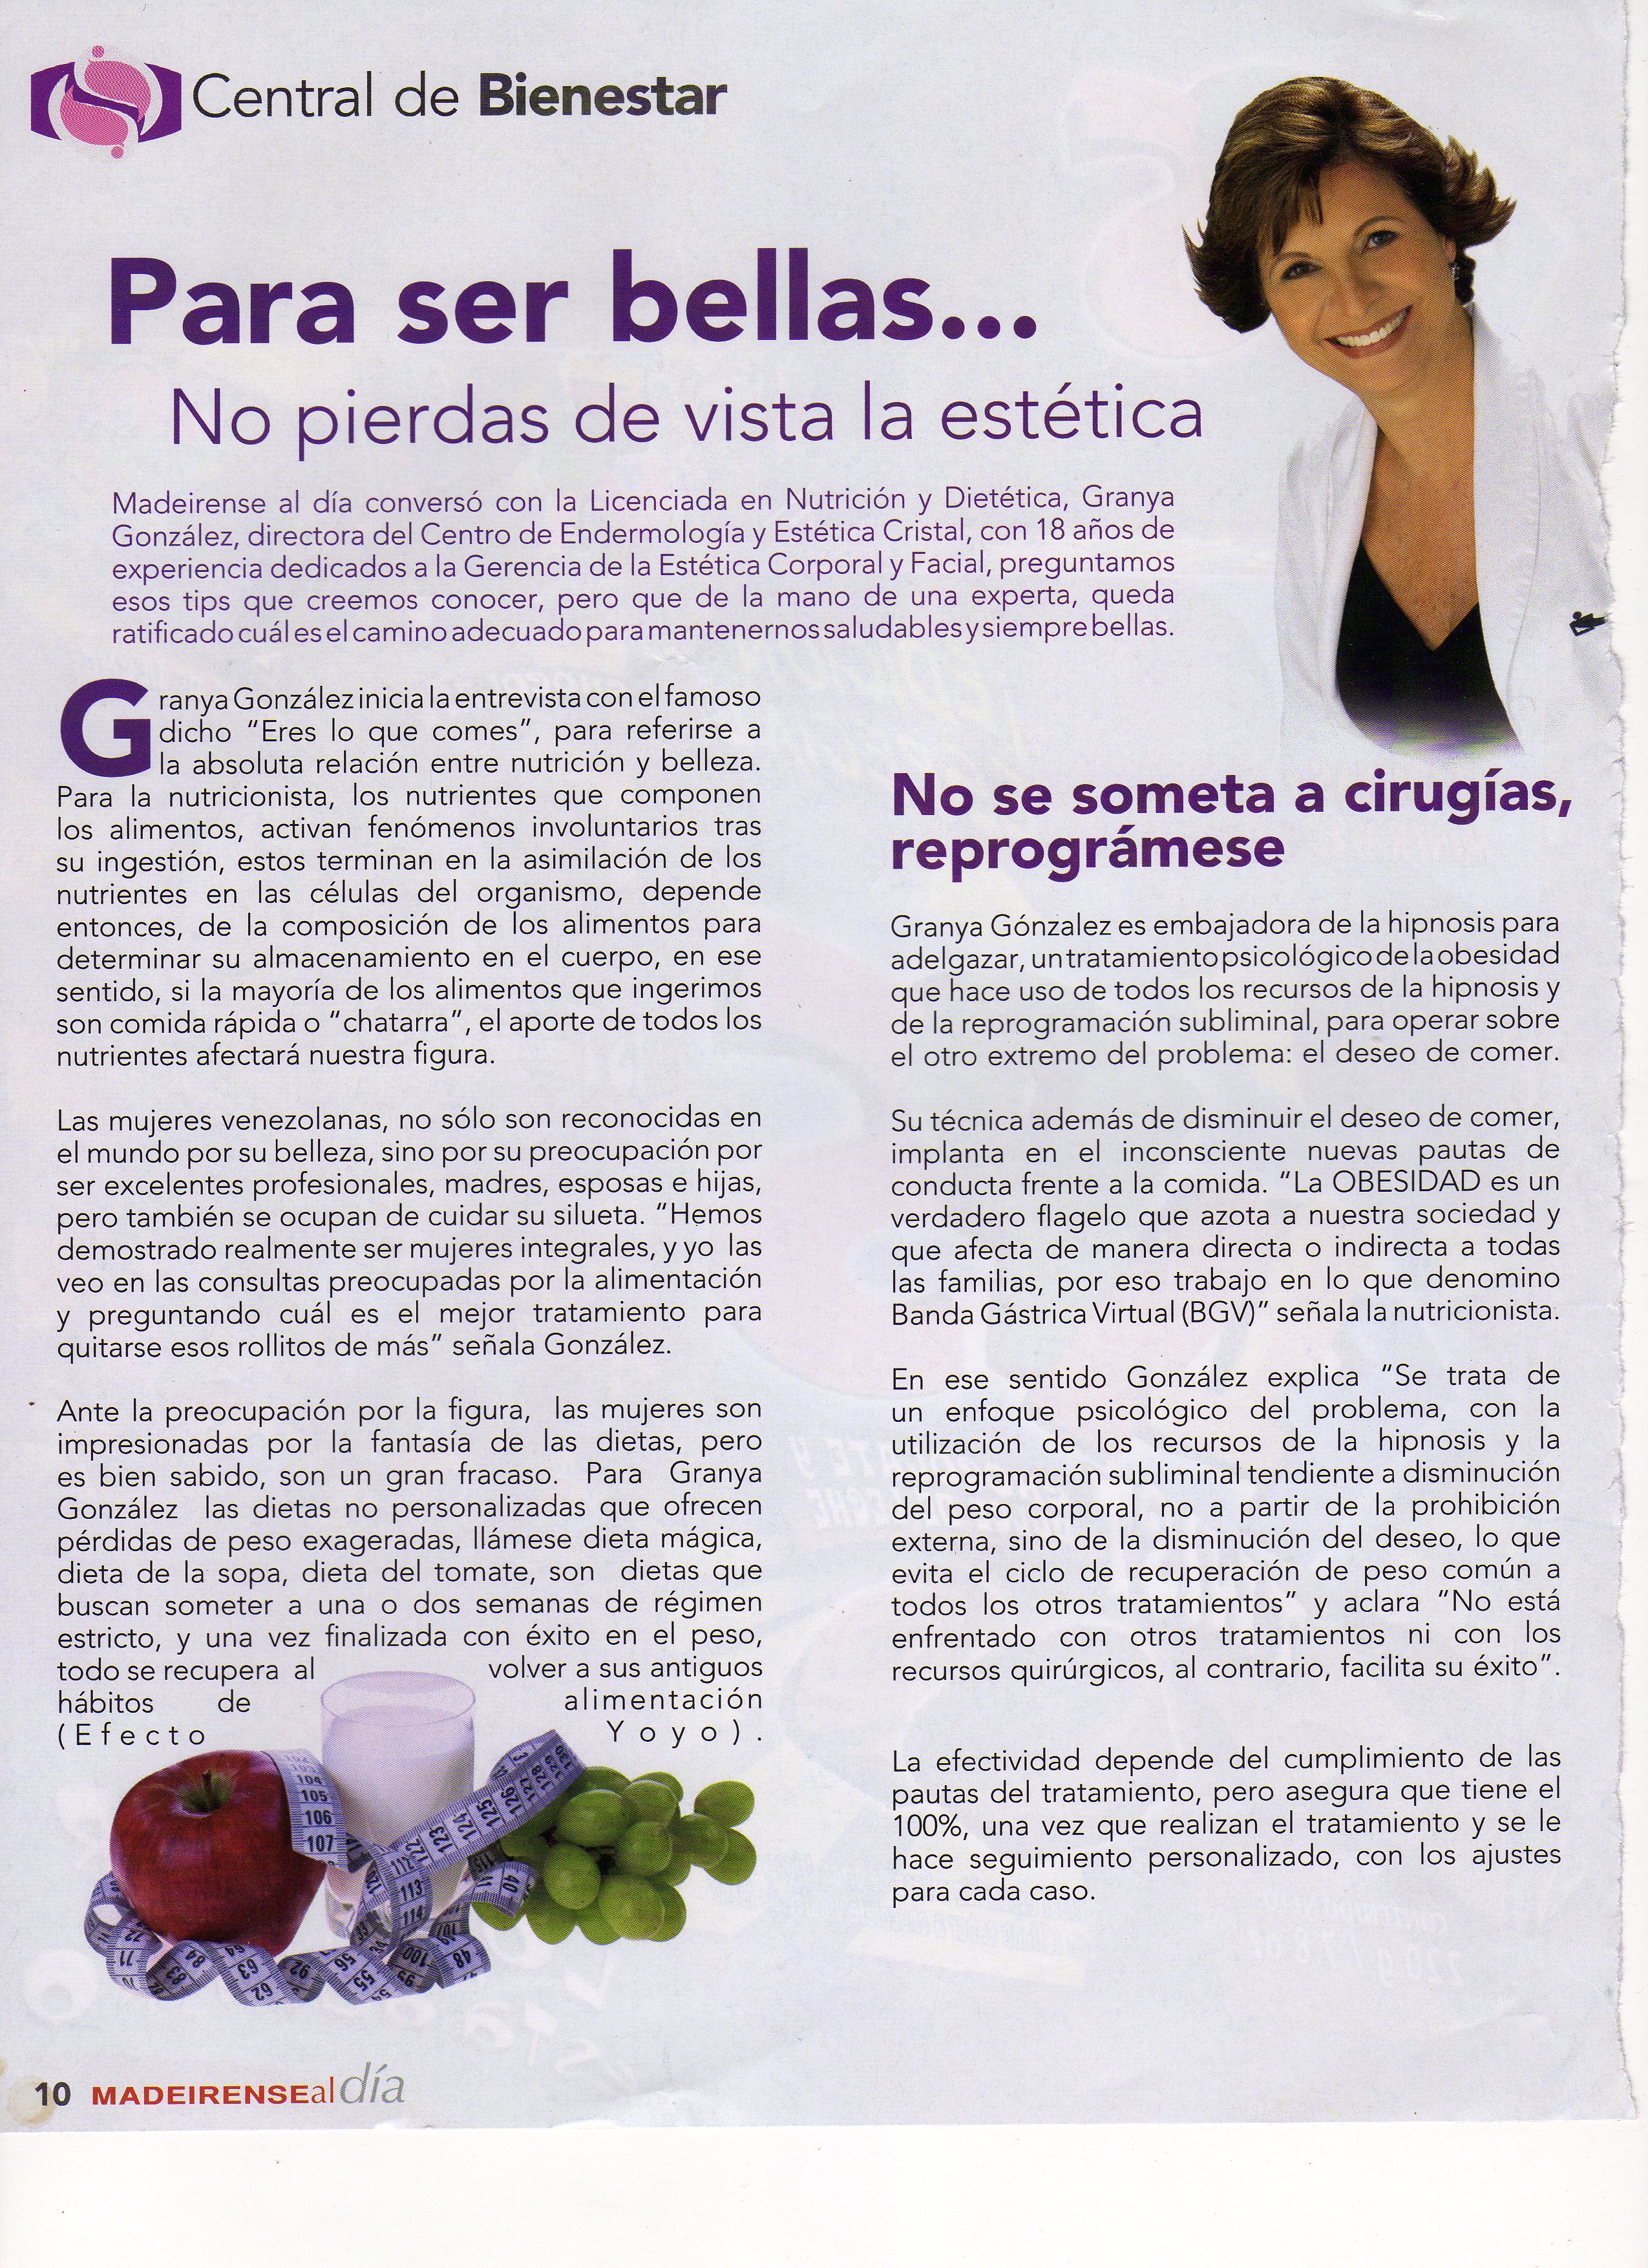 Central de Bienestar
Para ser bellas...
No pierdas de vista la estética
Madeirense al día conversó con la Licenciada en Nutrición y Dietética, Granya
González, directora del Centro de Endermología y Estética Cristal, con 18 años de
experiencia dedicados a la Gerencia de la Estética Corporal y Facial, preguntamos
esos tips que creemos conocer, pero que de la mano de una experta, queda
ratificado cuál es el camino adecuado para mantenernos saludables y siempre bellas.
Granya González inicia la entrevista con el famoso
dicho "Eres lo que comes", para referirse a
la absoluta relación entre nutrición y belleza.
Para la nutricionista, los nutrientes que componen
los alimentos, activan fenómenos involuntarios tras
su ingestión, estos terminan en la asimilación de los
nutrientes en las células del organismo, depende
entonces, de la composición de los alimentos para
determinar su almacenamiento en el cuerpo, en ese
sentido, si la mayoría de los alimentos que ingerimos
son comida rápida o "chatarra", el aporte de todos los
nutrientes afectará nuestra figura.
Las mujeres venezolanas, no sólo son reconocidas en
el mundo por su belleza, sino por su preocupación por
ser excelentes profesionales, madres, esposas e hijas,
pero también se ocupan de cuidar su silueta. "Hemos
demostrado realmente ser mujeres integrales, y yo las
veo en las consultas preocupadas por la alimentación
y preguntando cuál es el mejor tratamiento para
quitarse esos rollitos de más" señala González.
Ante la preocupación por la figura, las mujeres son
impresionadas por la fantasía de las dietas, pero
es bien sabido, son un gran fracaso. Para Granya
González las dietas no personalizadas que ofrecen
pérdidas de peso exageradas, llámese dieta mágica,
dieta de la sopa, dieta del tomate, son dietas que
buscan someter a una o dos semanas de régimen
estricto, y una vez finalizada con éxito en el peso,
todo se recupera al volver a sus antiguos
hábitos de alimentación
(Efecto Yoyo).
No se someta a cirugías,
reprográmese
Granya Gónzalez es embajadora de la hipnosis para
adelgazar, un tratamiento psicológico de la obesidad
que hace uso de todos los recursos de la hipnosis y
de la reprogramación subliminal, para operar sobre
el otro extremo del problema: el deseo de comer.
Su técnica además de disminuir el deseo de comer,
implanta en el inconsciente nuevas pautas de
conducta frente a la comida. "La OBESIDAD es un
verdadero flagelo que azota a nuestra sociedad y
que afecta de manera directa o indirecta a todas
las familias, por eso trabajo en lo que denomino
Banda Gástrica Virtual (BGV)" señala la nutricionista.
En ese sentido González explica "Se trata de
un enfoque psicológico del problema, con la
utilización de los recursos de la hipnosis y la
reprogramación subliminal tendiente a disminución
del peso corporal, no a partir de la prohibición
externa, sino de la disminución del deseo, lo que
evita el ciclo de recuperación de peso común a
todos los otros tratamientos" y aclara "No está
enfrentado con otros tratamientos ni con los
recursos quirúrgicos, al contrario, facilita su éxito".
La efectividad depende del cumplimiento de las
pautas del tratamiento, pero asegura que tiene el
100%, una vez que realizan el tratamiento y se le
hace seguimiento personalizado, con los ajustes
para cada caso.
104
105
106
107
122 123 124 125 126 127 128 129 130
112
113
114
10 MADEIRENSEal día